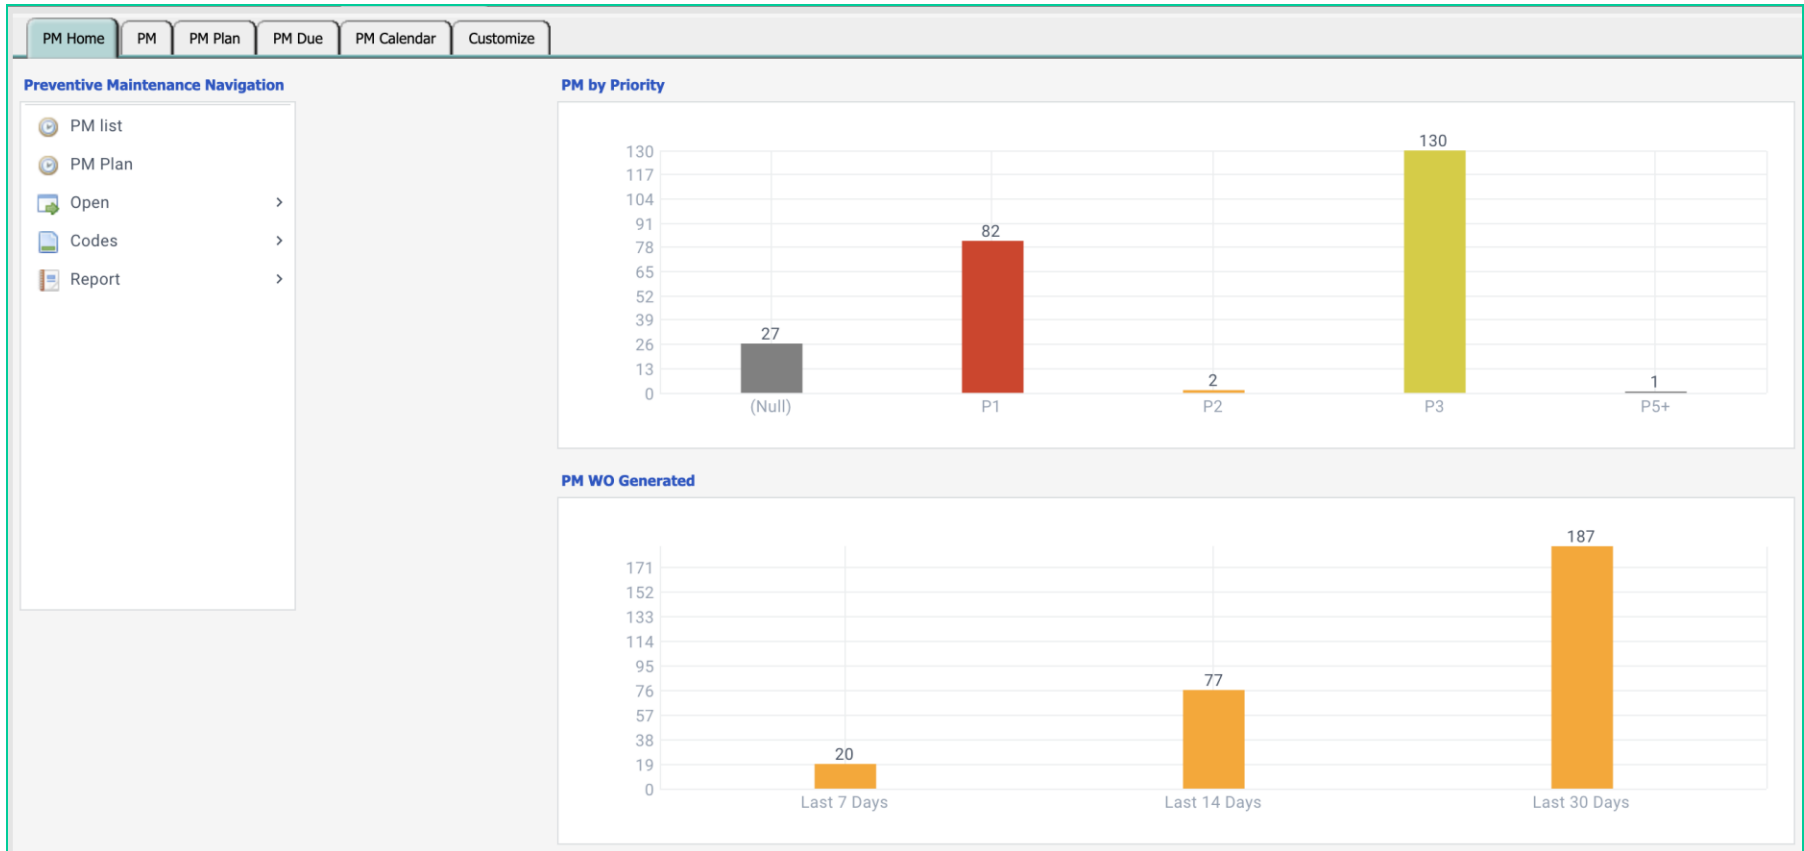 PM Home PM PM Plan PM Due PM Calendar Customize
Preventive Maintenance Navigation
PM list
PM Plan
Open
Codes
Report
PM by Priority
130
117
104
91
78
65
52
39
26
13
0
27
82
2
130
1
(Null) P1 P2 P3 P5+
PM WO Generated
171
152
133
114
95
76
57
38
19
0
20
77
187
Last 7 Days Last 14 Days Last 30 Days